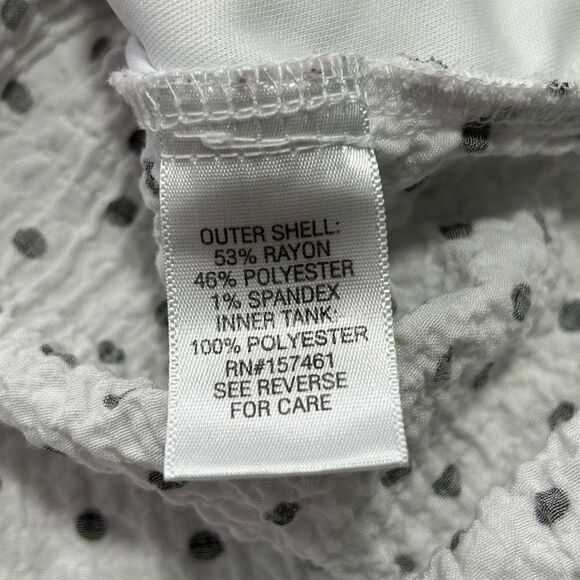 OUTER SHELL:
53% RAYON
46% POLYESTER
1% SPANDEX
INNER TANK:
100% POLYESTER
RN#157461
SEE REVERSE
FOR CARE